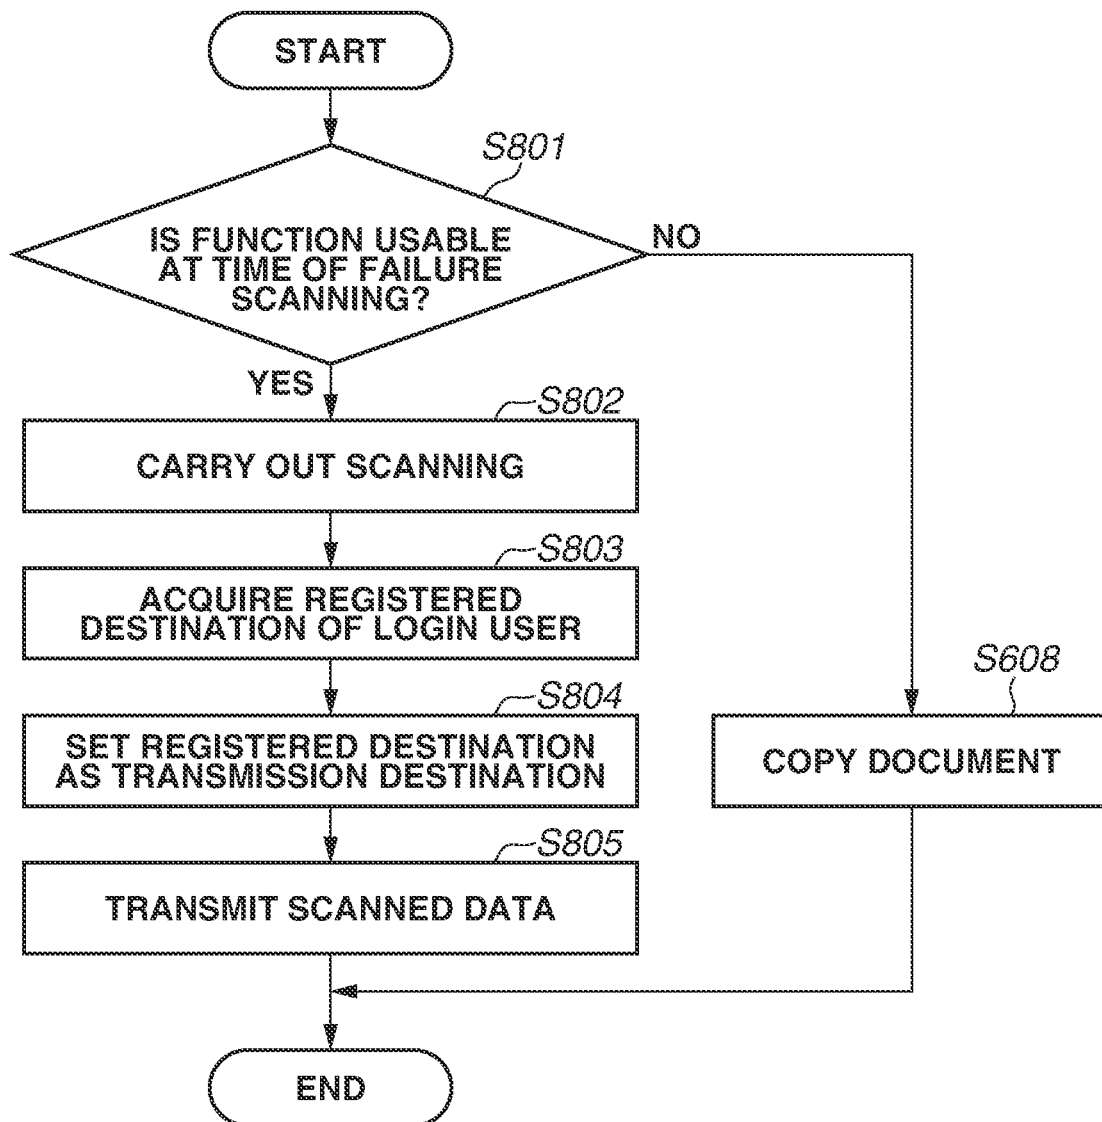 START
S801
IS FUNCTION USABLE
AT TIME OF FAILURE
SCANNING?
NO
YES
S802
CARRY OUT SCANNING
S803
ACQUIRE REGISTERED
DESTINATION OF LOGIN USER
S804
SET REGISTERED DESTINATION
AS TRANSMISSION DESTINATION
S608
COPY DOCUMENT
S805
TRANSMIT SCANNED DATA
END